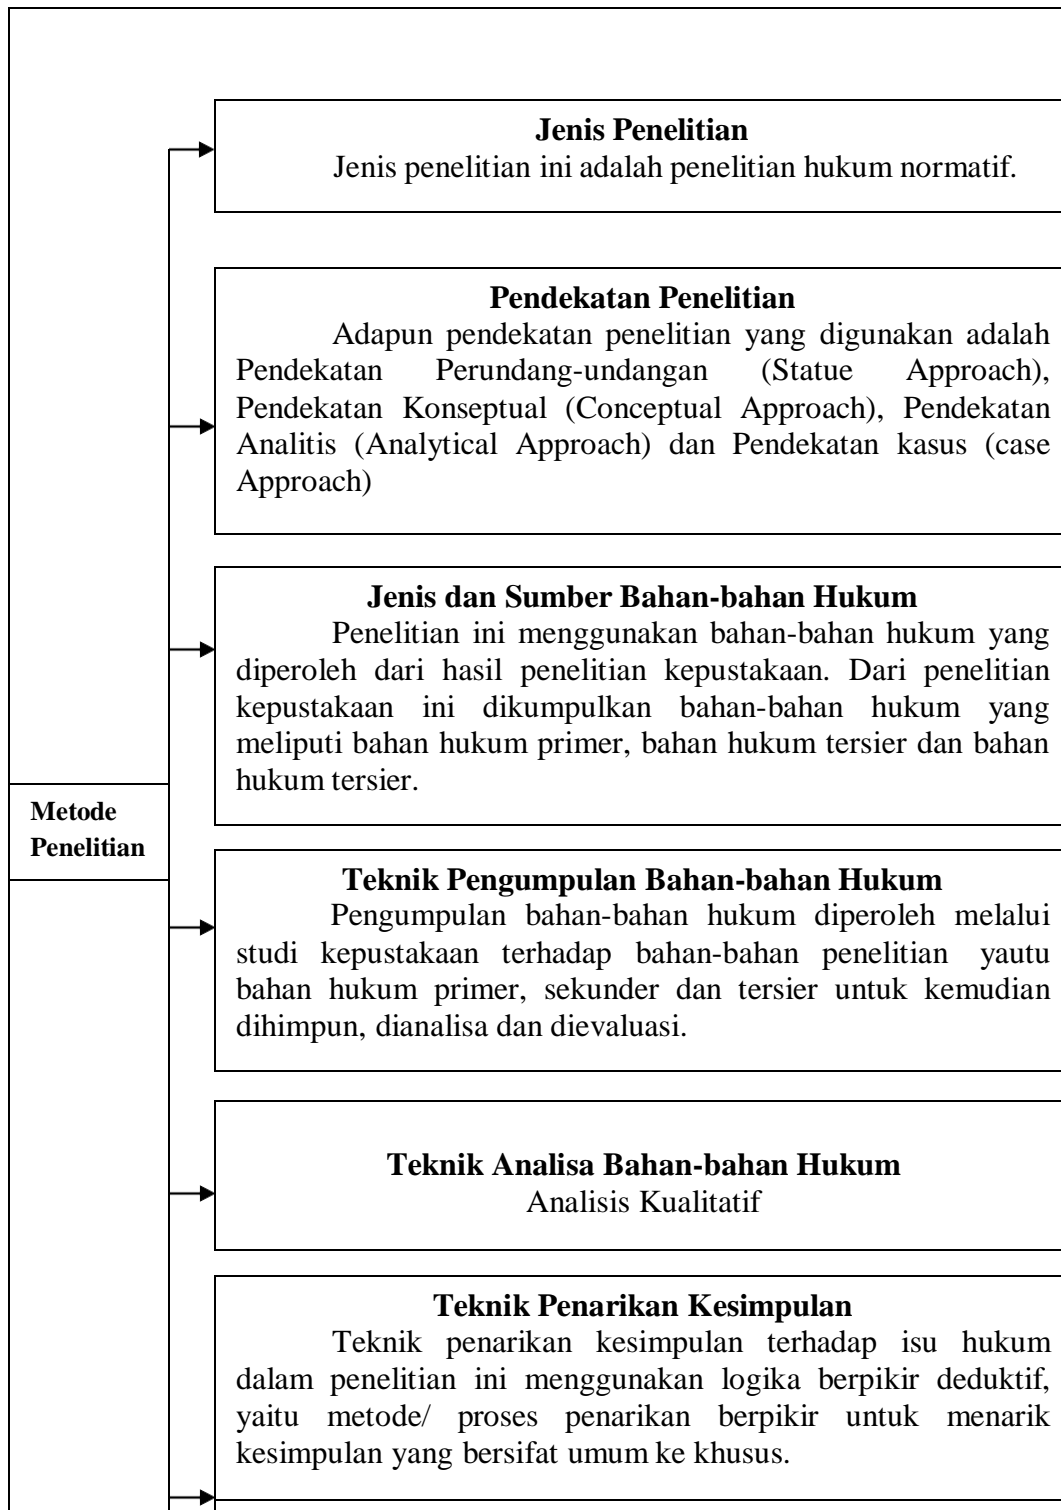 Jenis Penelitian
Jenis penelitian ini adalah penelitian hukum normatif.
Pendekatan Penelitian
Adapun pendekatan penelitian yang digunakan adalah
Pendekatan Perundang-undangan (Statue Approach),
Pendekatan Konseptual (Conceptual Approach), Pendekatan
Analitis (Analytical Approach) dan Pendekatan kasus (case
Approach)
Jenis dan Sumber Bahan-bahan Hukum
Penelitian ini menggunakan bahan-bahan hukum yang
diperoleh dari hasil penelitian kepustakaan. Dari penelitian
kepustakaan ini dikumpulkan bahan-bahan hukum yang
meliputi bahan hukum primer, bahan hukum tersier dan bahan
hukum tersier.
Metode
Penelitian
Teknik Pengumpulan Bahan-bahan Hukum
Pengumpulan bahan-bahan hukum diperoleh melalui
studi kepustakaan terhadap bahan-bahan penelitian yautu
bahan hukum primer, sekunder dan tersier untuk kemudian
dihimpun, dianalisa dan dievaluasi.
Teknik Analisa Bahan-bahan Hukum
Analisis Kualitatif
Teknik Penarikan Kesimpulan
Teknik penarikan kesimpulan terhadap isu hukum
dalam penelitian ini menggunakan logika berpikir deduktif,
yaitu metode/ proses penarikan berpikir untuk menarik
kesimpulan yang bersifat umum ke khusus.